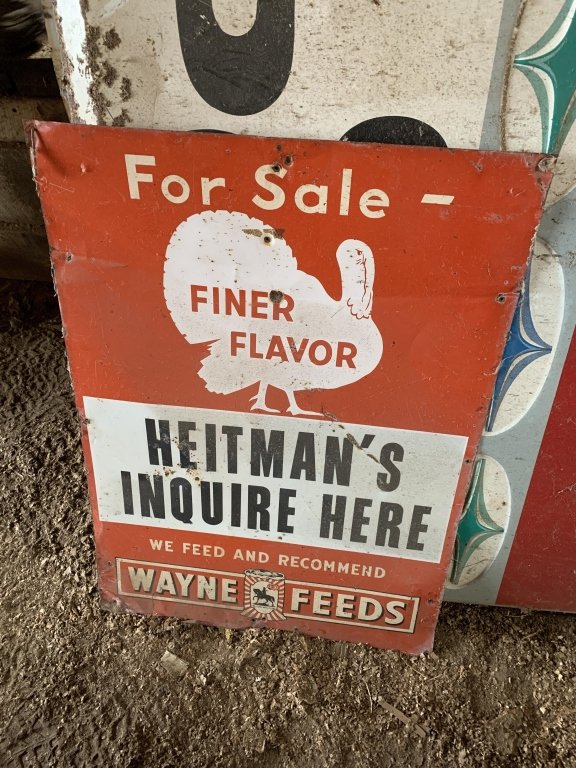 For Sale –
FINER
FLAVOR
HEITMAN'S
INQUIRE HERE
WE FEED AND RECOMMEND
WAYNE FEEDS